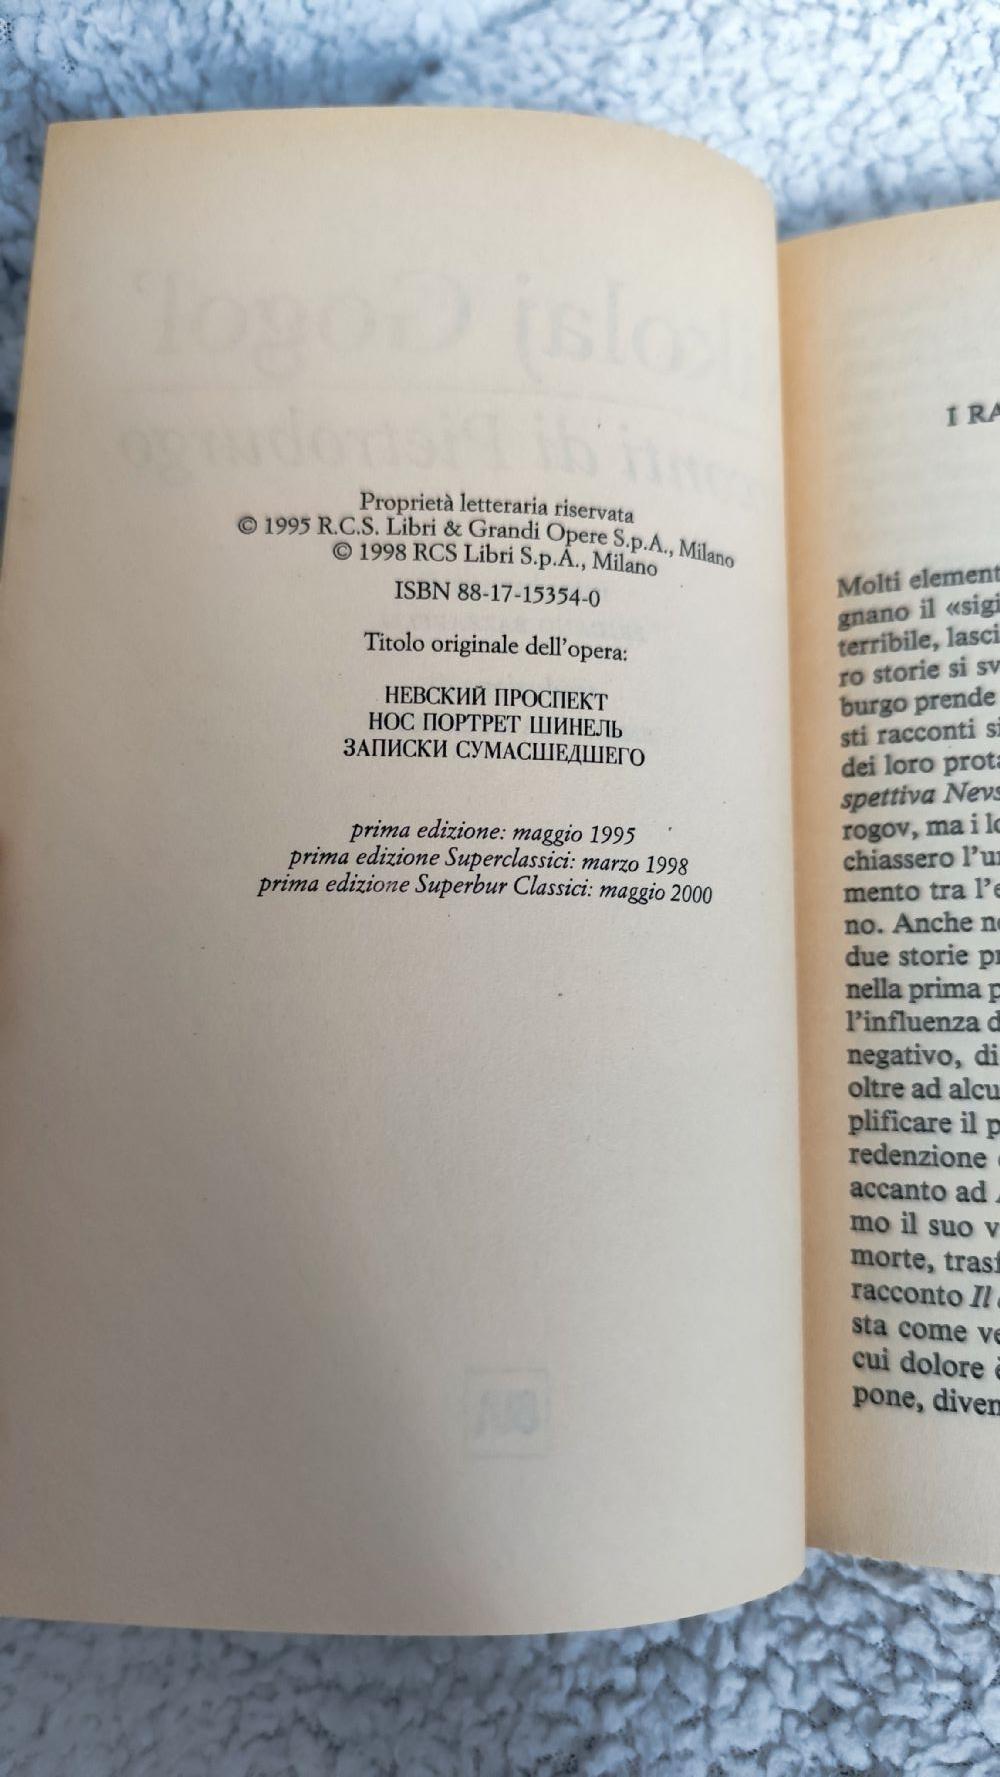 Proprietà letteraria riservata
© 1995 R.C.S. Libri & Grandi Opere S.p.A., Milano
© 1998 RCS Libri S.p.A., Milano
ISBN 88-17-15354-0
Titolo originale dell'opera:
НЕВСКИЙ ПРОСПЕКТ
НОС ПОРТРЕТ ШИНЕЛЬ
ЗАПИСКИ СУМАСШЕДШЕГО
prima edizione: maggio 1995
prima edizione Superclassici: marzo 1998
prima edizione Superbur Classici: maggio 2000
I RA
Molti element
gnano il «sigi
terribile, lasci
ro storie si sv
burgo prende
sti racconti si
dei loro prota
spettiva Nevs
rogov, ma i lo
chiassero l'un
mento tra l'e
no. Anche ne
due storie pr
nella prima p
l'influenza d
negativo, di
oltre ad alcu
plificare il p
redenzione
accanto ad
mo il suo v
morte, trasf
racconto Il
sta come ve
cui dolore è
pone, diven